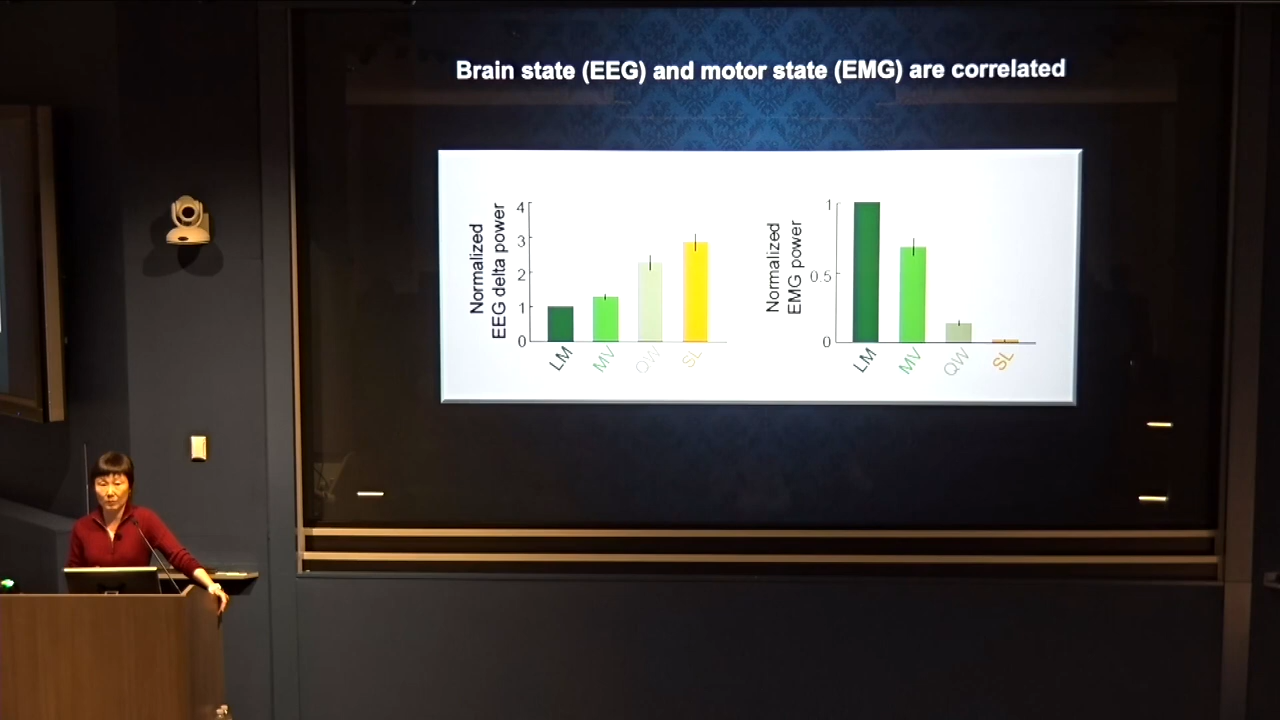 Brain state (EEG) and motor state (EMG) are correlated
Normalized
EEG delta power
4
3
2
1
0
LM
MV
QW
SL
Normalized
EMG power
1
0.5
0
LM
MV
QW
SL